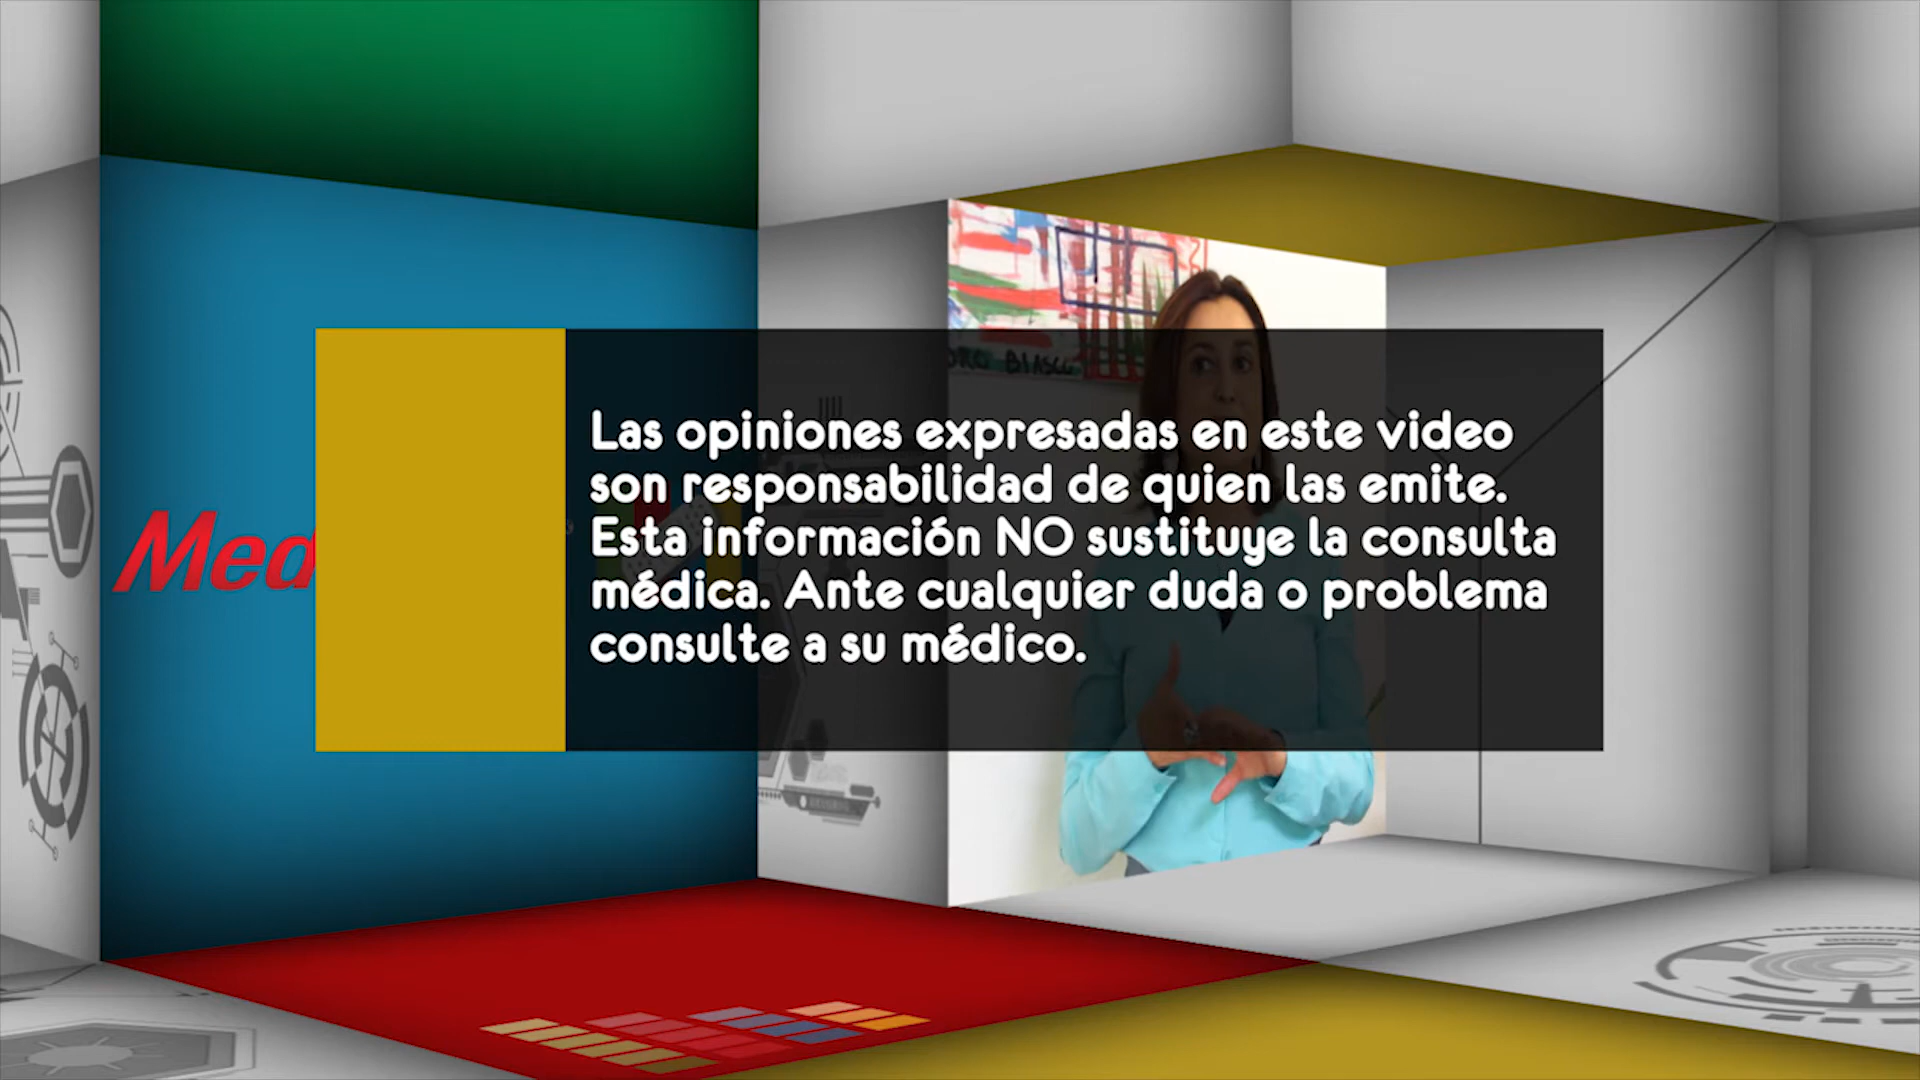 Las opiniones expresadas en este video
son responsabilidad de quien las emite.
Esta información NO sustituye la consulta
médica. Ante cualquier duda o problema
consulte a su médico.
Med